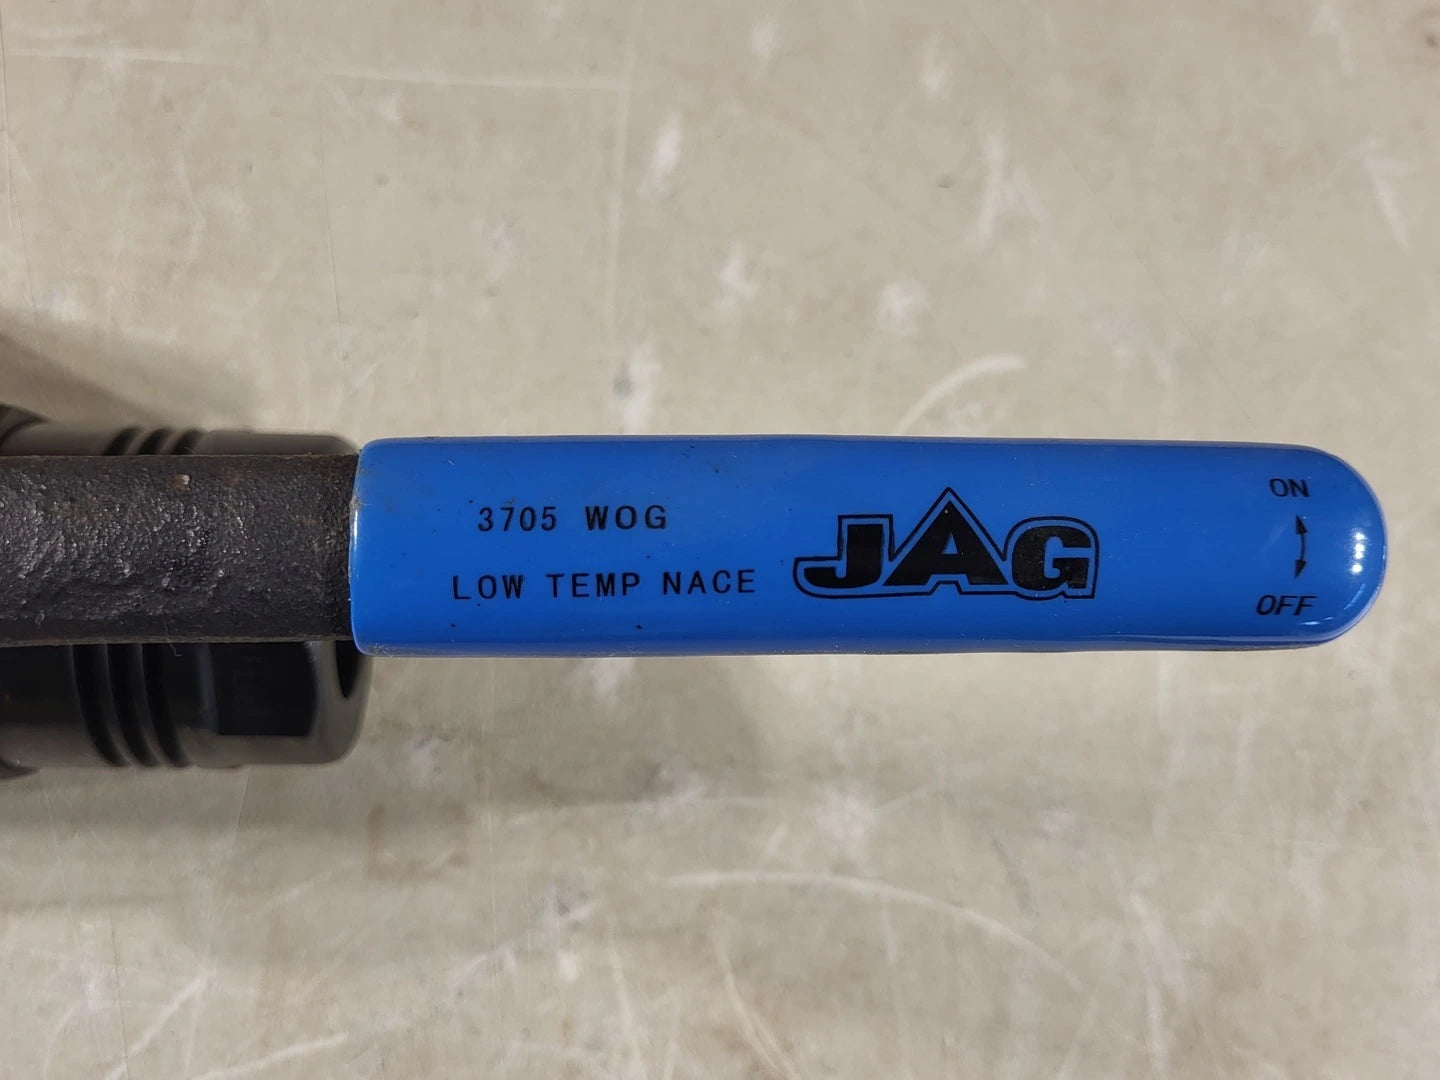 3705 WOG
LOW TEMP NACE
JAG
ON
OFF